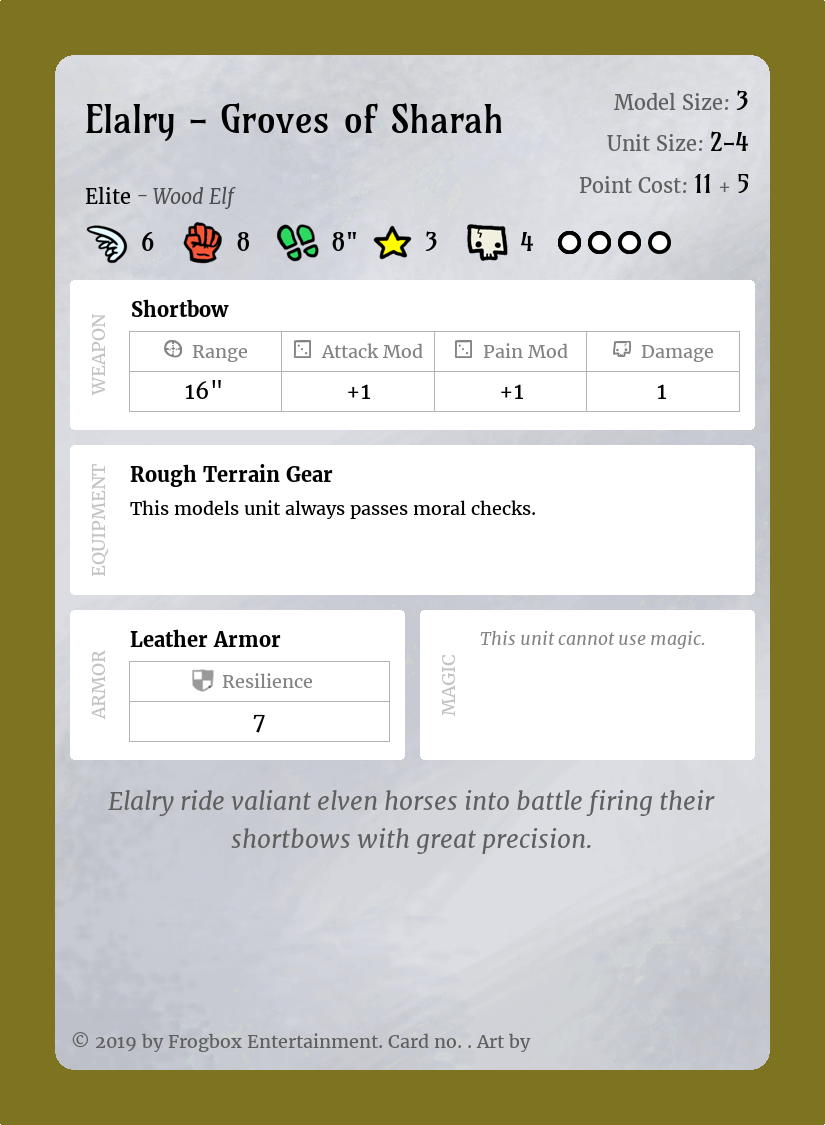 Elalry – Groves of Sharah
Model Size: 3
Unit Size: 2–4
Point Cost: 11 + 5
Elite – Wood Elf
6 8 8" 3 4
WEAPON
Shortbow
Range Attack Mod Pain Mod Damage
16" +1 +1 1
EQUIPMENT
Rough Terrain Gear
This models unit always passes moral checks.
ARMOR
Leather Armor
Resilience
7
MAGIC
This unit cannot use magic.
Elalry ride valiant elven horses into battle firing their
shortbows with great precision.
© 2019 by Frogbox Entertainment. Card no. . Art by